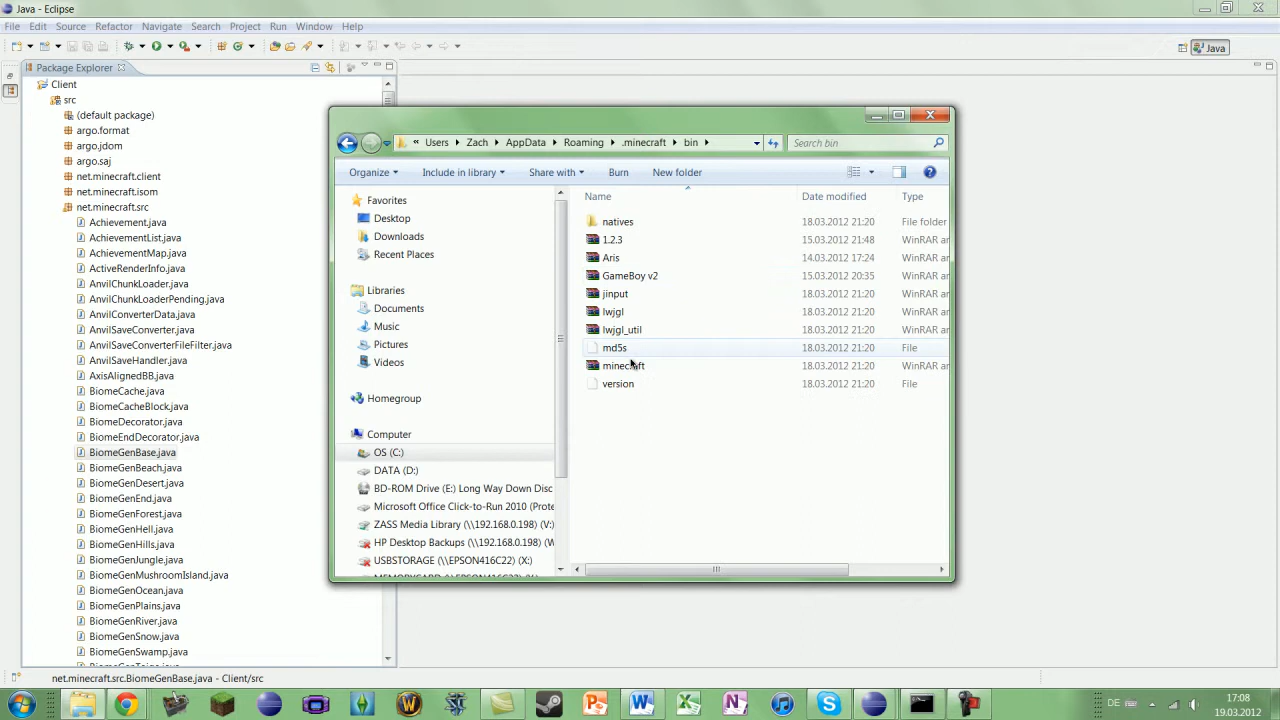 Java - Eclipse
File Edit Source Refactor Navigate Search Project Run Window Help
Java
Package Explorer
Client
src
(default package)
argo.format
argo.jdom
argo.saj
net.minecraft.client
net.minecraft.isom
net.minecraft.src
Achievement.java
AchievementList.java
AchievementMap.java
ActiveRenderInfo.java
AnvilChunkLoader.java
AnvilChunkLoaderPending.java
AnvilConverterData.java
AnvilSaveConverter.java
AnvilSaveConverterFileFilter.java
AnvilSaveHandler.java
AxisAlignedBB.java
BiomeCache.java
BiomeCacheBlock.java
BiomeDecorator.java
BiomeEndDecorator.java
BiomeGenBase.java
BiomeGenBeach.java
BiomeGenDesert.java
BiomeGenEnd.java
BiomeGenForest.java
BiomeGenHell.java
BiomeGenHills.java
BiomeGenJungle.java
BiomeGenMushroomIsland.java
BiomeGenOcean.java
BiomeGenPlains.java
BiomeGenRiver.java
BiomeGenSnow.java
BiomeGenSwamp.java
« Users Zach AppData Roaming .minecraft bin
Search bin
Organize Include in library Share with Burn New folder
Favorites
Desktop
Downloads
Recent Places
Libraries
Documents
Music
Pictures
Videos
Homegroup
Computer
OS (C:)
DATA (D:)
BD-ROM Drive (E:) Long Way Down Disc
Microsoft Office Click-to-Run 2010 (Prote
ZASS Media Library (\\192.168.0.198) (V:)
HP Desktop Backups (\\192.168.0.198) (W
USBSTORAGE (\\EPSON416C22) (X:)
Name Date modified Type
natives 18.03.2012 21:20 File folder
1.2.3 15.03.2012 21:48 WinRAR ar
Aris 14.03.2012 17:24 WinRAR ar
GameBoy v2 15.03.2012 20:35 WinRAR ar
jinput 18.03.2012 21:20 WinRAR ar
lwjgl 18.03.2012 21:20 WinRAR ar
lwjgl_util 18.03.2012 21:20 WinRAR ar
md5s 18.03.2012 21:20 File
minecraft 18.03.2012 21:20 WinRAR ar
version 18.03.2012 21:20 File
net.minecraft.src.BiomeGenBase.java - Client/src
DE
17:08
19.03.2012